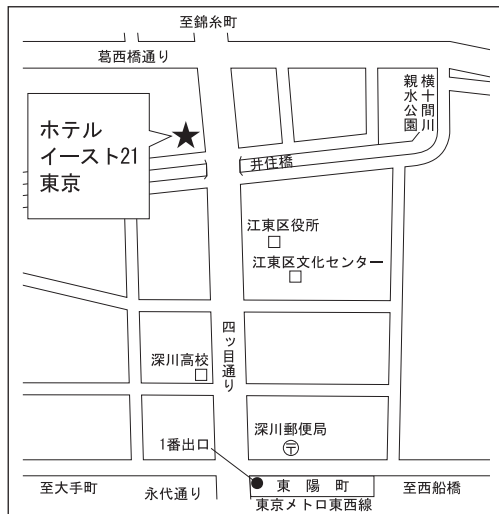 至錦糸町
葛西橋通り
横十間川
親水公園
ホテル
イースト21
東京
井住橋
江東区役所
江東区文化センター
四ッ目通り
深川高校
深川郵便局
1番出口
東陽町
至大手町
永代通り
至西船橋
東京メトロ東西線